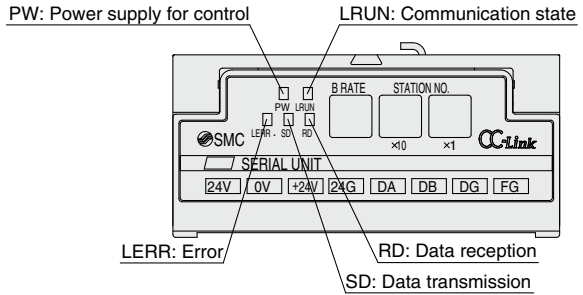 PW: Power supply for control
LRUN: Communication state
B RATE
STATION NO.
PW LRUN
LERR . SD RD
SMC
×10
×1
CC-Link
SERIAL UNIT
24V 0V +24V 24G DA DB DG FG
LERR: Error
RD: Data reception
SD: Data transmission